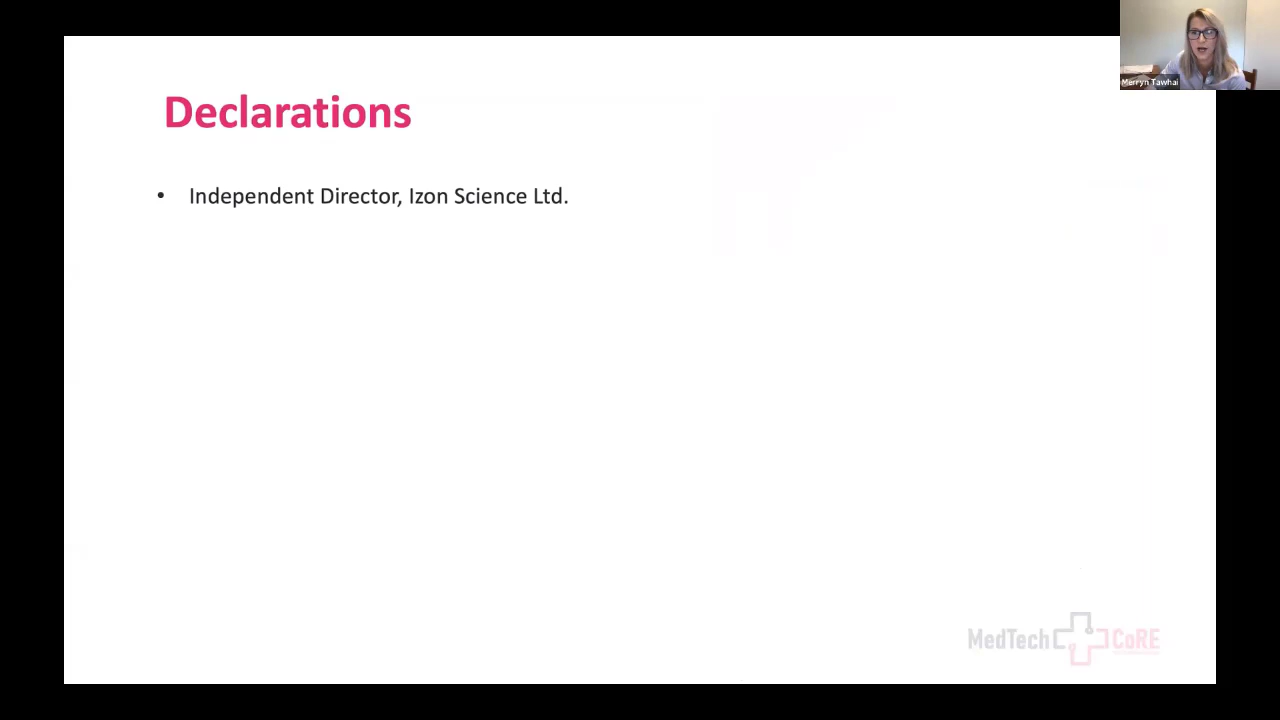 Merryn Tawhai
Declarations
• Independent Director, Izon Science Ltd.
MedTech CoRE